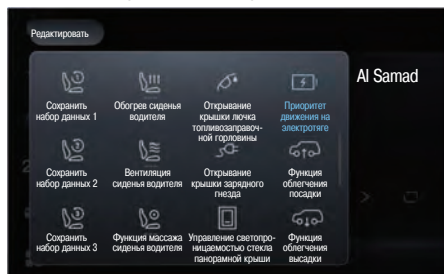 Редактировать
Al Samad
Сохранить
набор данных 1
Обогрев сиденья
водителя
Открывание
крышки лючка
топливозаправоч-
ной горловины
Приоритет
движения на
электротяге
Сохранить
набор данных 2
Вентиляция
сиденья водителя
Открывание
крышки зарядного
гнезда
Функция
облегчения
посадки
Сохранить
набор данных 3
Функция массажа
сиденья водителя
Управление светопро-
ницаемостью стекла
панорамной крыши
Функция
облегчения
высадки